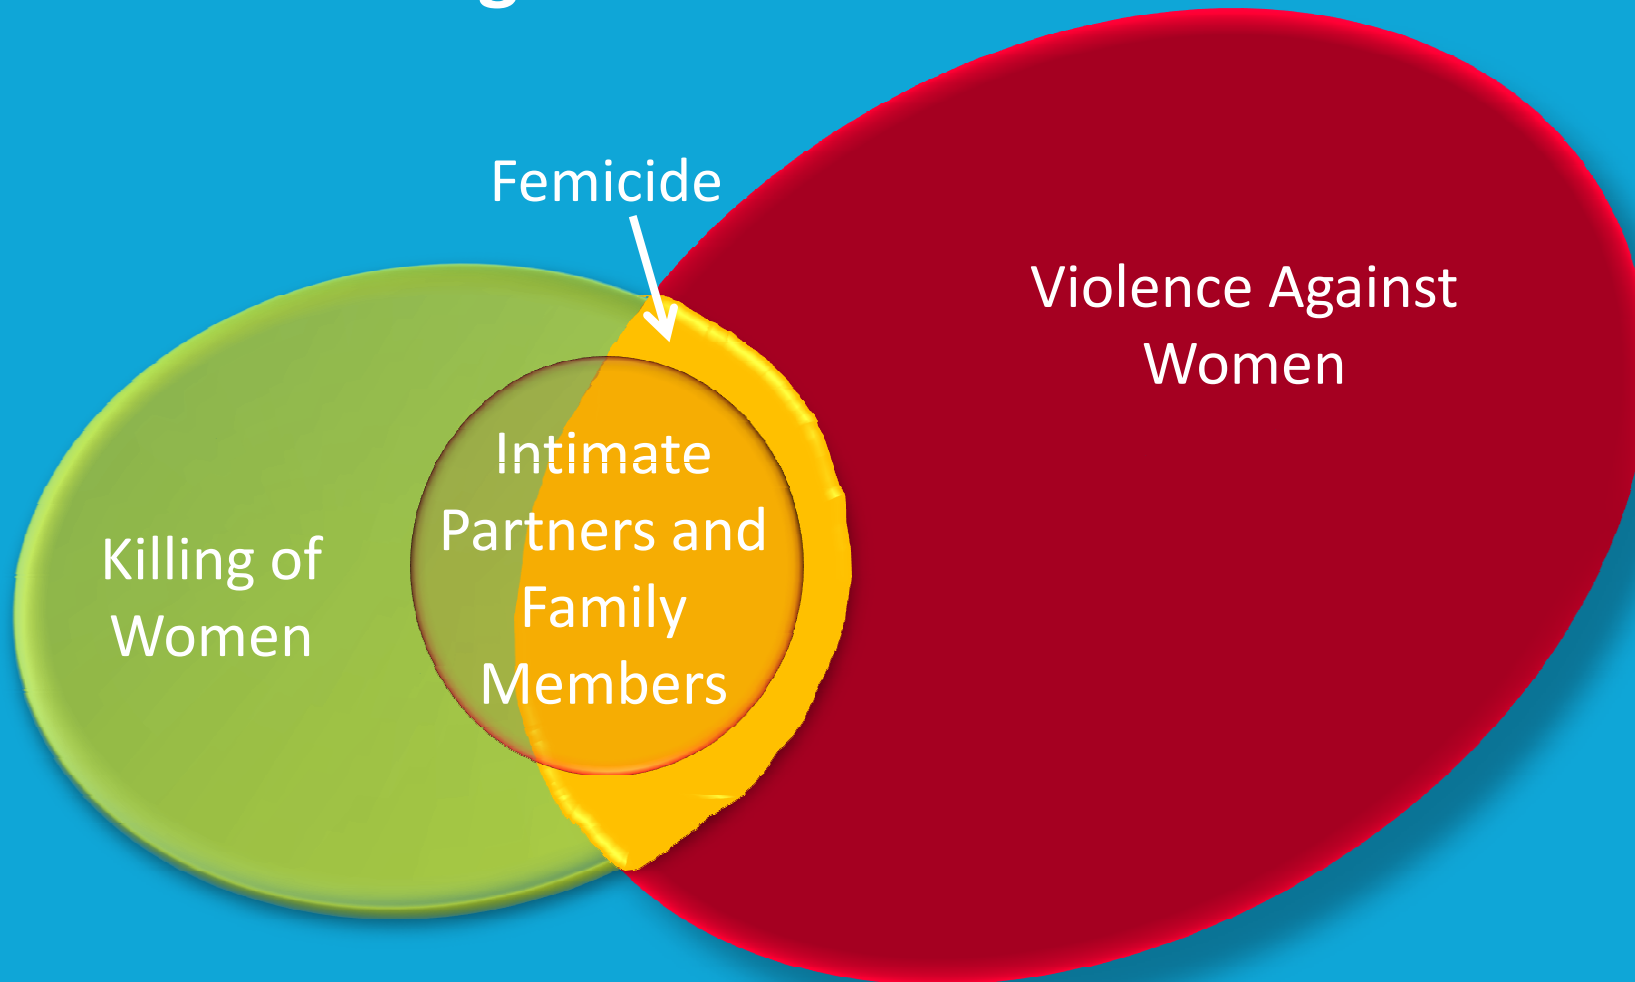 Femicide
Violence Against
Women
Intimate
Partners and
Family
Members
Killing of
Women